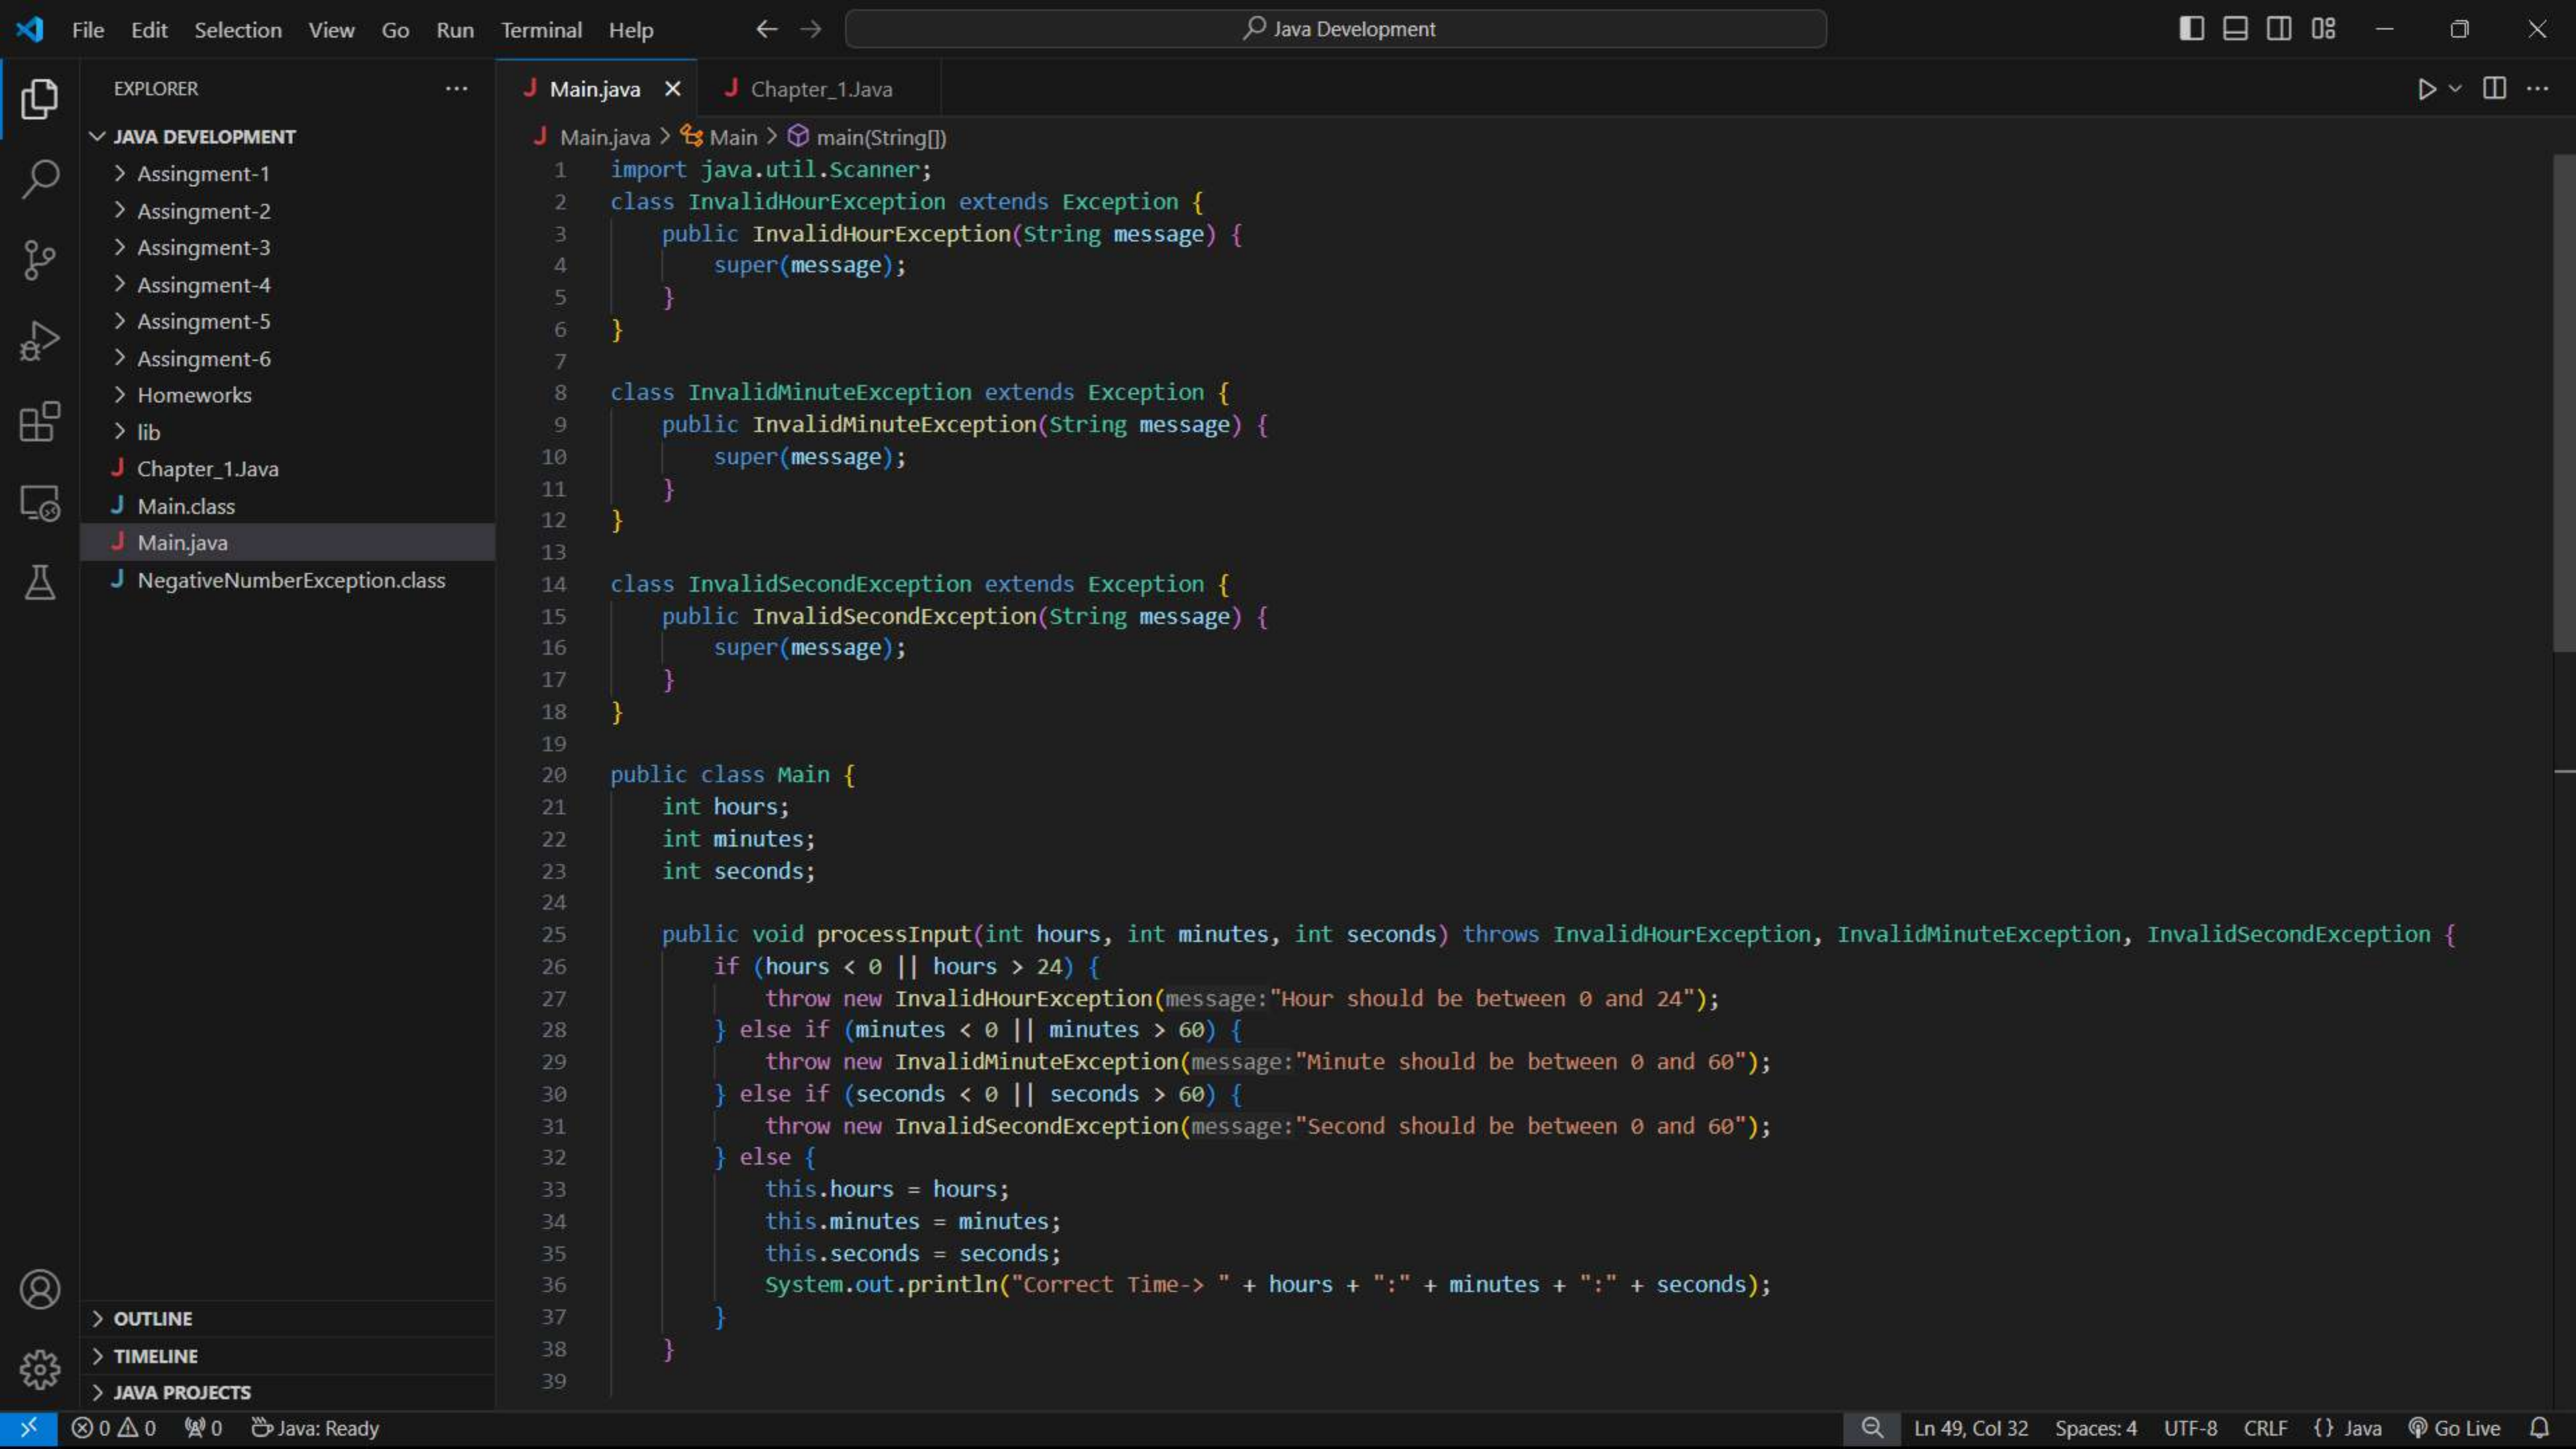 File Edit Selection View Go Run Terminal Help Java Development
EXPLORER
JAVA DEVELOPMENT
Assingment-1
Assingment-2
Assingment-3
Assingment-4
Assingment-5
Assingment-6
Homeworks
lib
Chapter_1.Java
Main.class
Main.java
NegativeNumberException.class
OUTLINE
TIMELINE
JAVA PROJECTS
Main.java Chapter_1.Java
Main.java > Main > main(String[])
1 import java.util.Scanner;
2 class InvalidHourException extends Exception {
3 public InvalidHourException(String message) {
4 super(message);
5 }
6 }
7
8 class InvalidMinuteException extends Exception {
9 public InvalidMinuteException(String message) {
10 super(message);
11 }
12 }
13
14 class InvalidSecondException extends Exception {
15 public InvalidSecondException(String message) {
16 super(message);
17 }
18 }
19
20 public class Main {
21 int hours;
22 int minutes;
23 int seconds;
24
25 public void processInput(int hours, int minutes, int seconds) throws InvalidHourException, InvalidMinuteException, InvalidSecondException {
26 if (hours < 0 || hours > 24) {
27 throw new InvalidHourException(message:"Hour should be between 0 and 24");
28 } else if (minutes < 0 || minutes > 60) {
29 throw new InvalidMinuteException(message:"Minute should be between 0 and 60");
30 } else if (seconds < 0 || seconds > 60) {
31 throw new InvalidSecondException(message:"Second should be between 0 and 60");
32 } else {
33 this.hours = hours;
34 this.minutes = minutes;
35 this.seconds = seconds;
36 System.out.println("Correct Time-> " + hours + ":" + minutes + ":" + seconds);
37 }
38 }
39
0 0 0 Java: Ready Ln 49, Col 32 Spaces: 4 UTF-8 CRLF {} Java Go Live